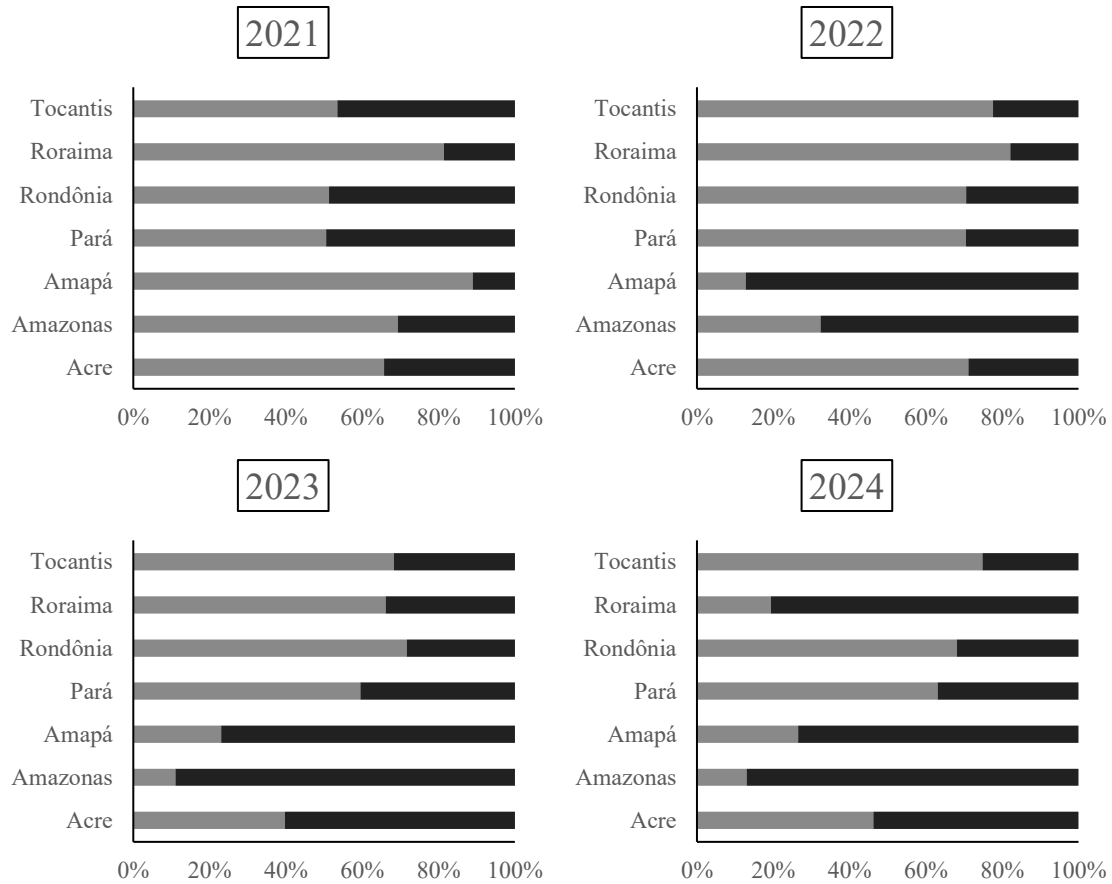 2021
Tocantis
Roraima
Rondônia
Pará
Amapá
Amazonas
Acre
0% 20% 40% 60% 80% 100%
2022
Tocantis
Roraima
Rondônia
Pará
Amapá
Amazonas
Acre
0% 20% 40% 60% 80% 100%
2023
Tocantis
Roraima
Rondônia
Pará
Amapá
Amazonas
Acre
0% 20% 40% 60% 80% 100%
2024
Tocantis
Roraima
Rondônia
Pará
Amapá
Amazonas
Acre
0% 20% 40% 60% 80% 100%